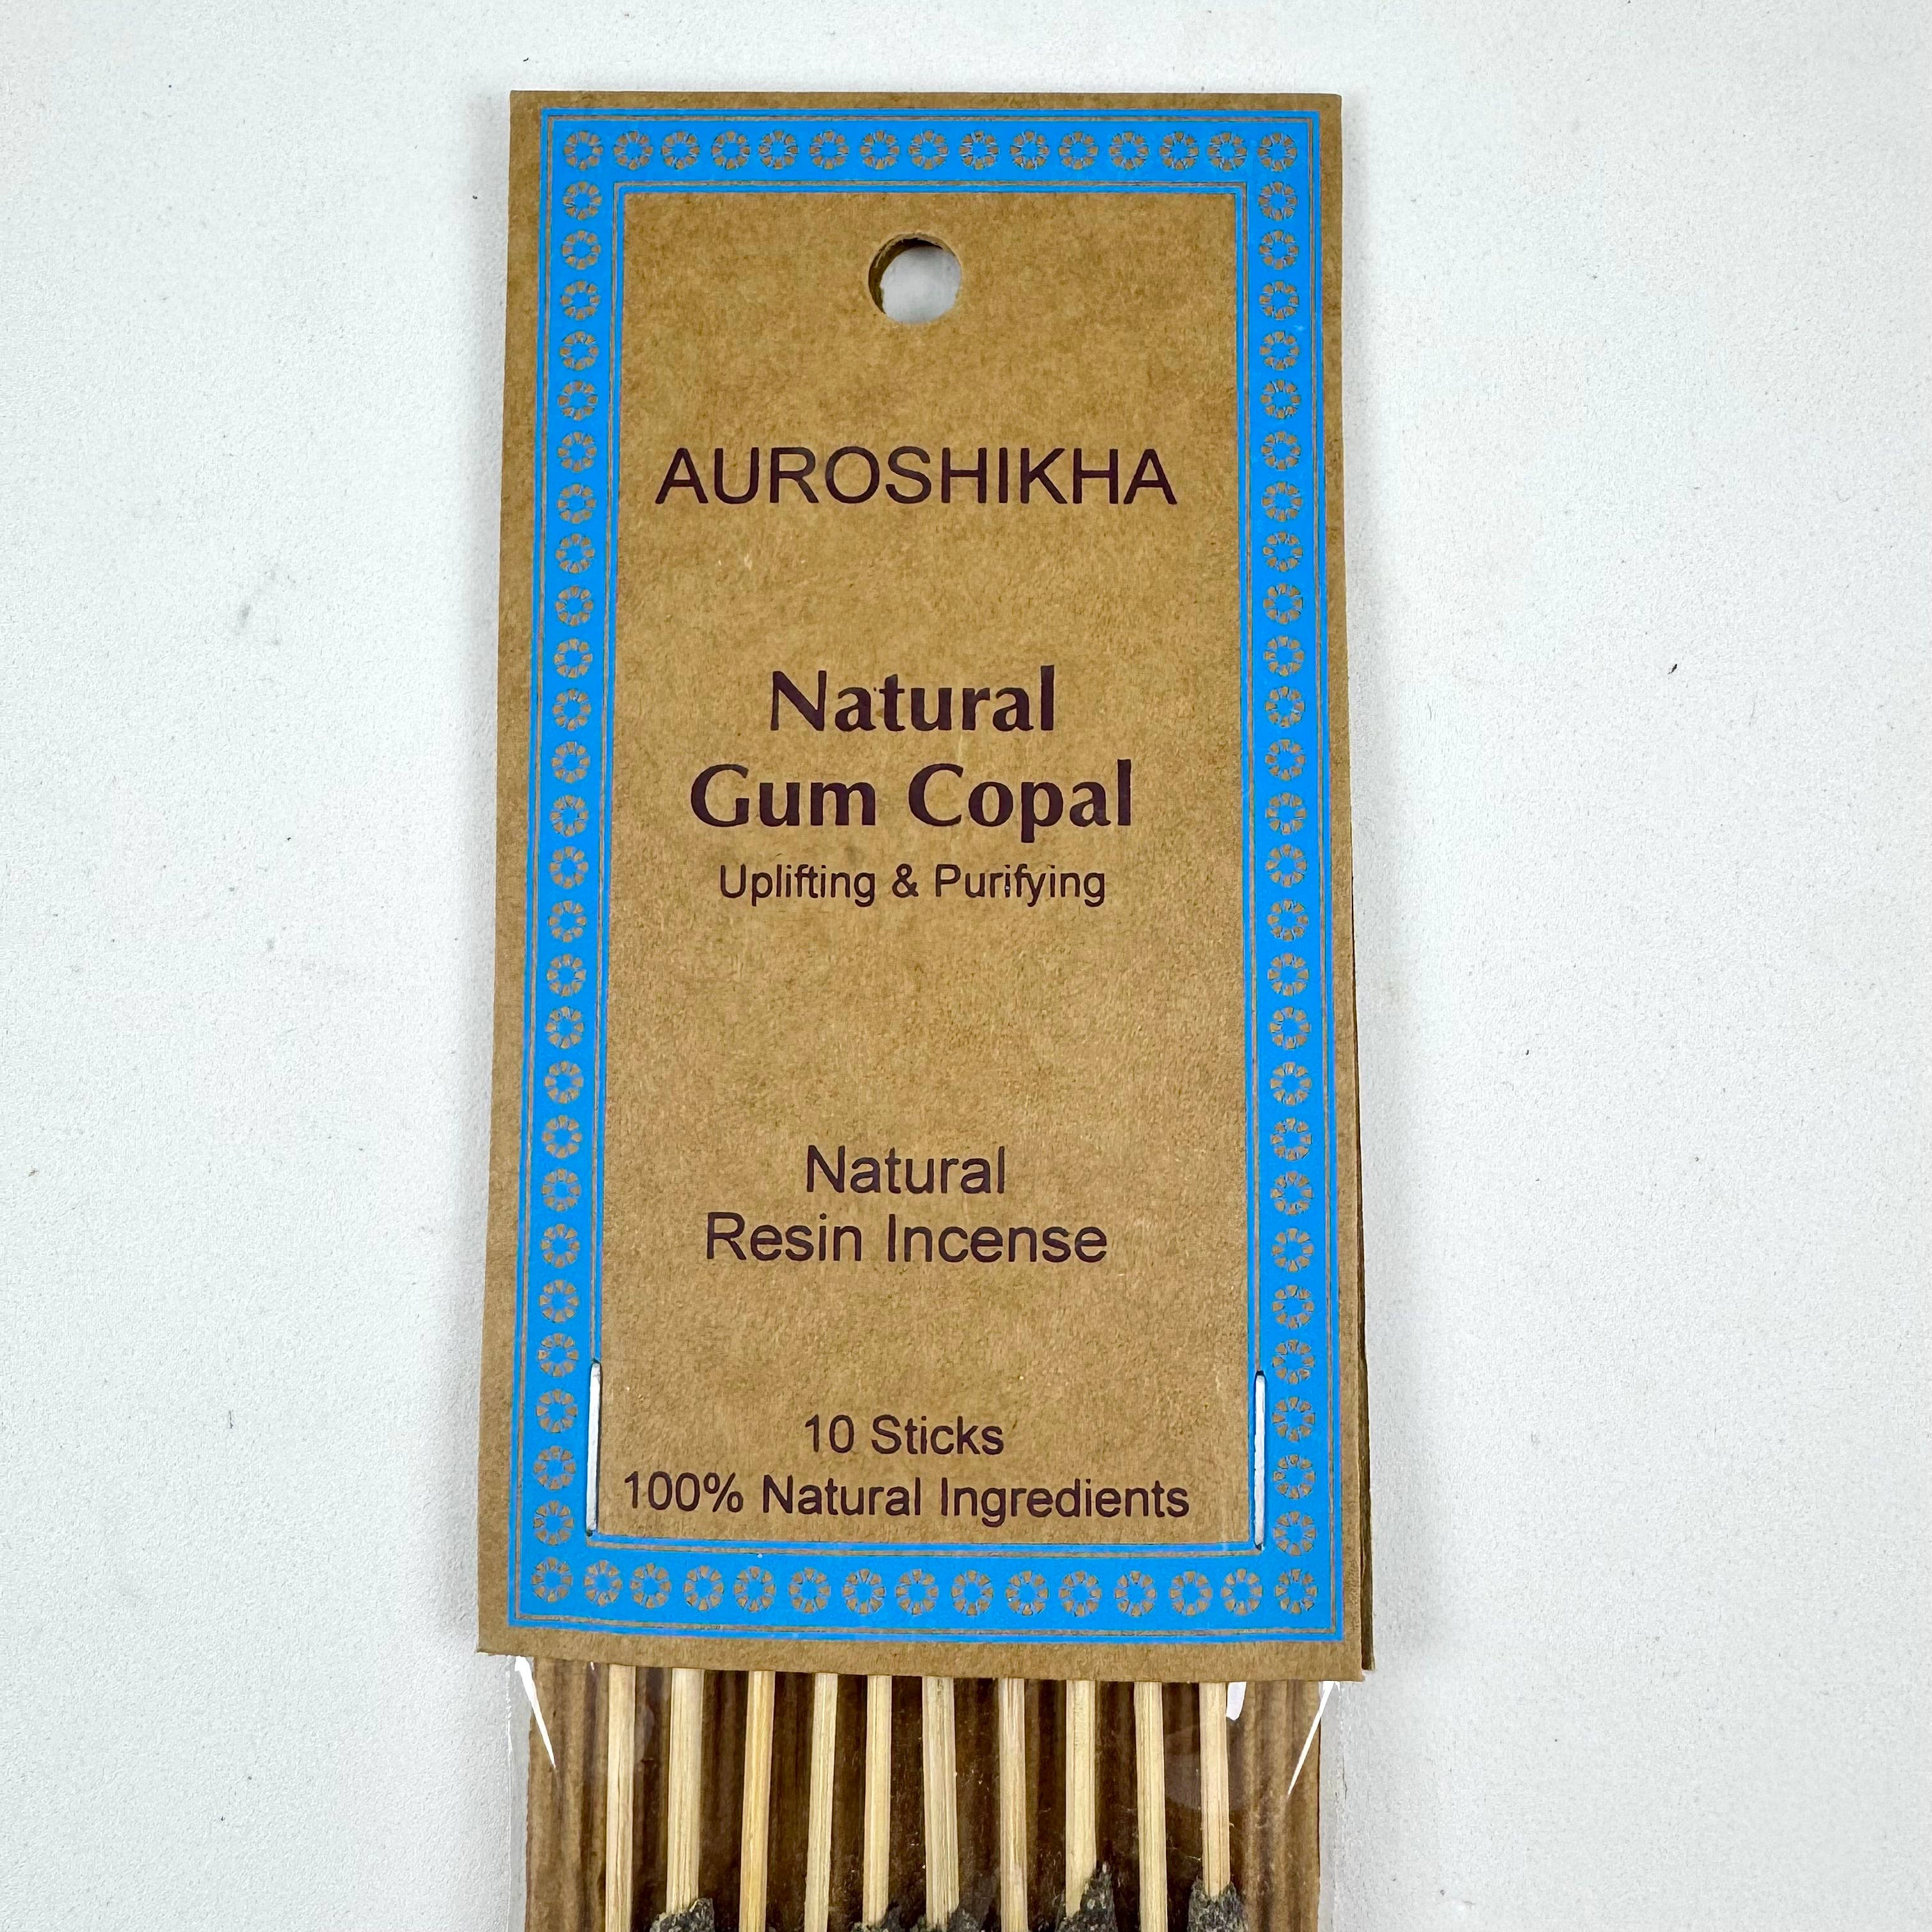 AUROSHIKHA
Natural
Gum Copal
Uplifting & Purifying
Natural
Resin Incense
10 Sticks
100% Natural Ingredients